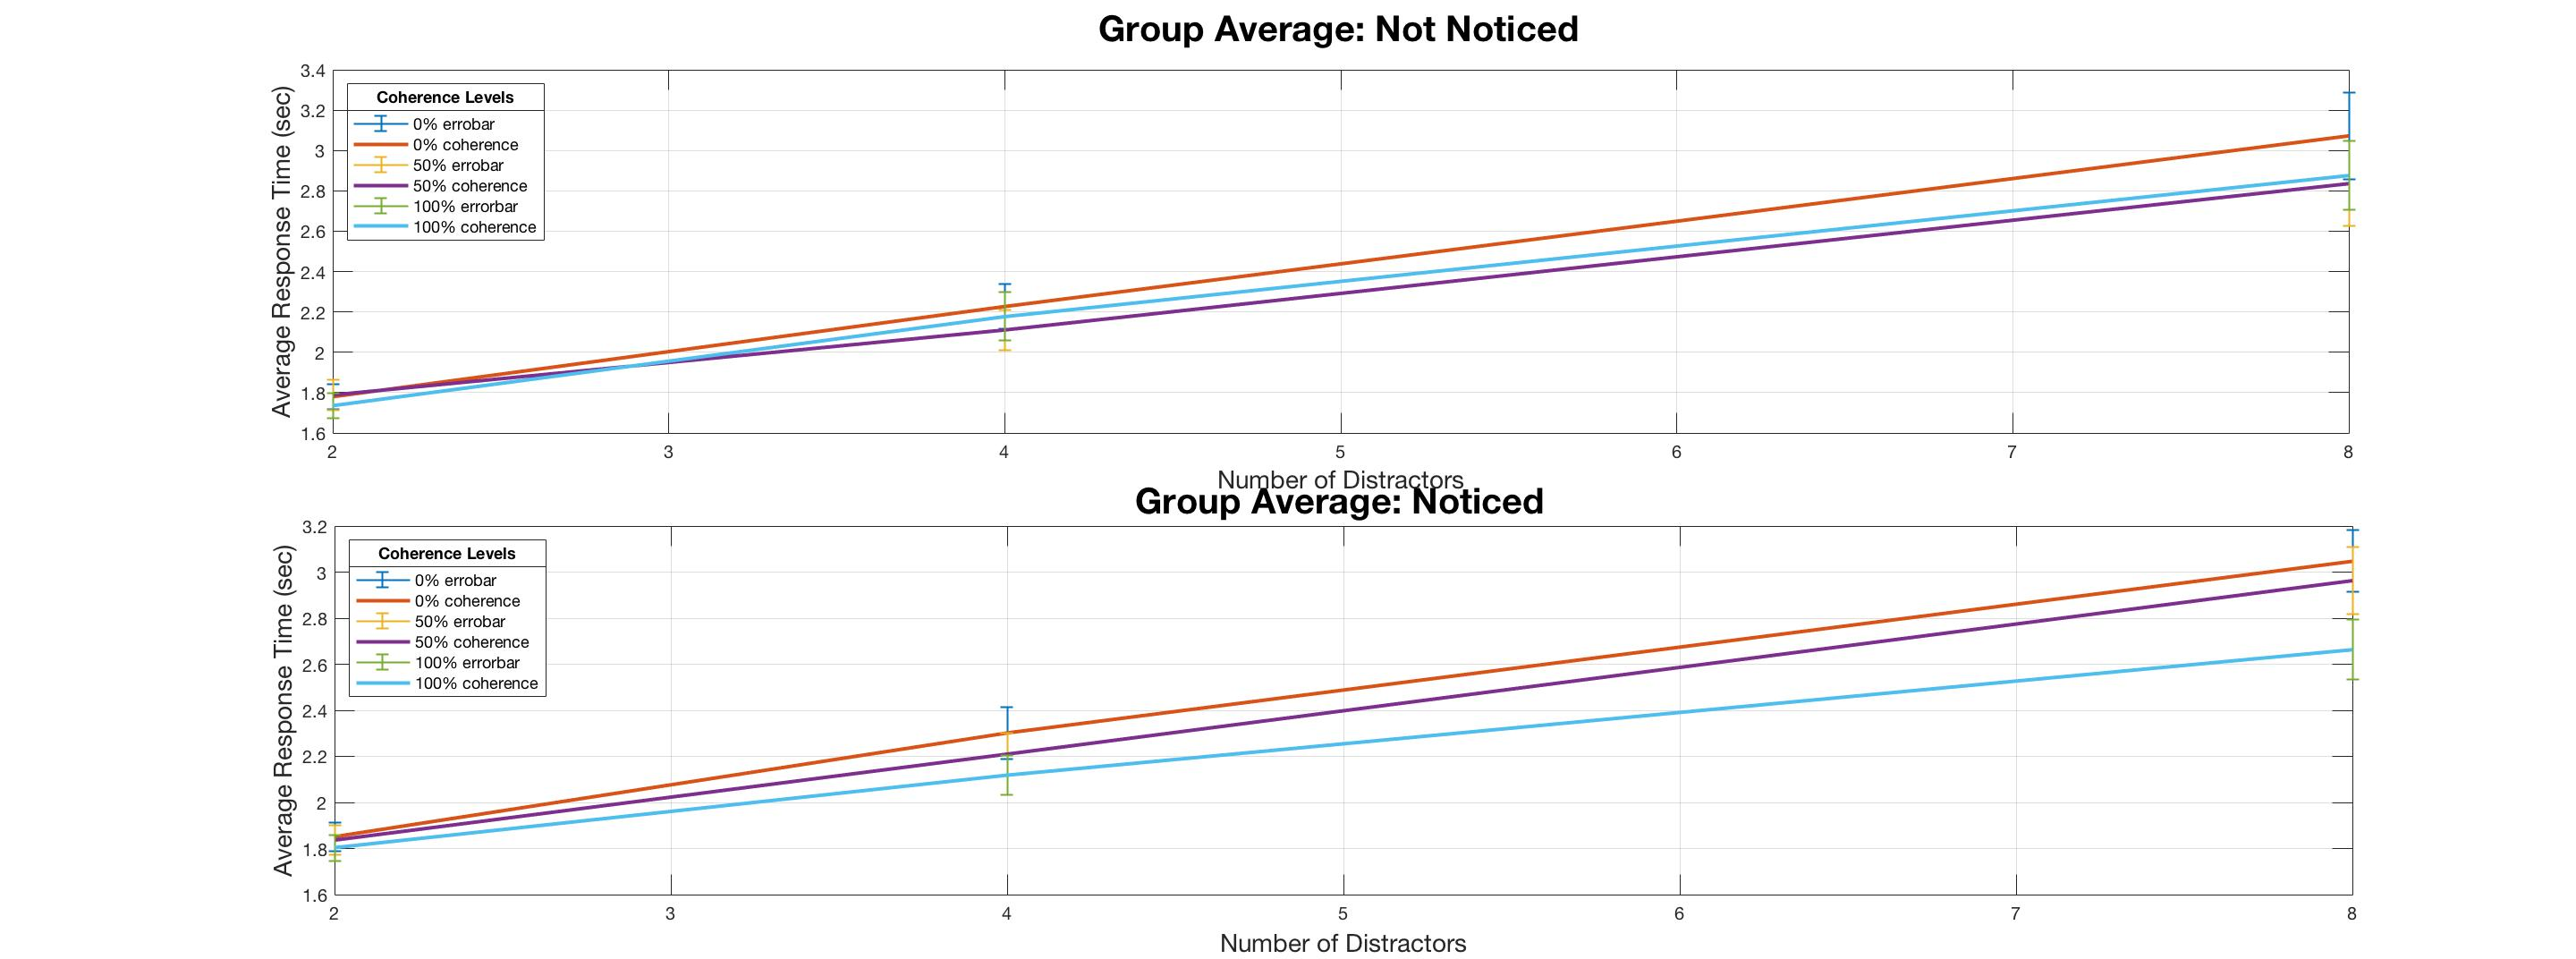 Group Average: Not Noticed
Average Response Time (sec)
3.4
3.2
3
2.8
2.6
2.4
2.2
2
1.8
1.6
Coherence Levels
0% errobar
0% coherence
50% errobar
50% coherence
100% errorbar
100% coherence
2 3 4 5 6 7 8
Number of Distractors
Group Average: Noticed
Average Response Time (sec)
3.2
3
2.8
2.6
2.4
2.2
2
1.8
1.6
Coherence Levels
0% errobar
0% coherence
50% errobar
50% coherence
100% errorbar
100% coherence
2 3 4 5 6 7 8
Number of Distractors